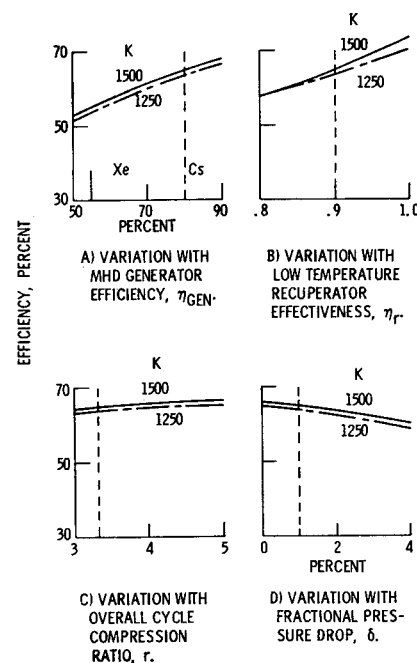 EFFICIENCY, PERCENT
K
1500
1250
70
50
30
Xe
Cs
50
70
90
PERCENT
A) VARIATION WITH
MHD GENERATOR
EFFICIENCY, ηGEN.
K
1500
1250
.8
.9
1.0
B) VARIATION WITH
LOW TEMPERATURE
RECUPERATOR
EFFECTIVENESS, ηr.
K
1500
1250
70
50
30
3
4
5
C) VARIATION WITH
OVERALL CYCLE
COMPRESSION
RATIO, r.
K
1500
1250
0
2
4
PERCENT
D) VARIATION WITH
FRACTIONAL PRES-
SURE DROP, δ.